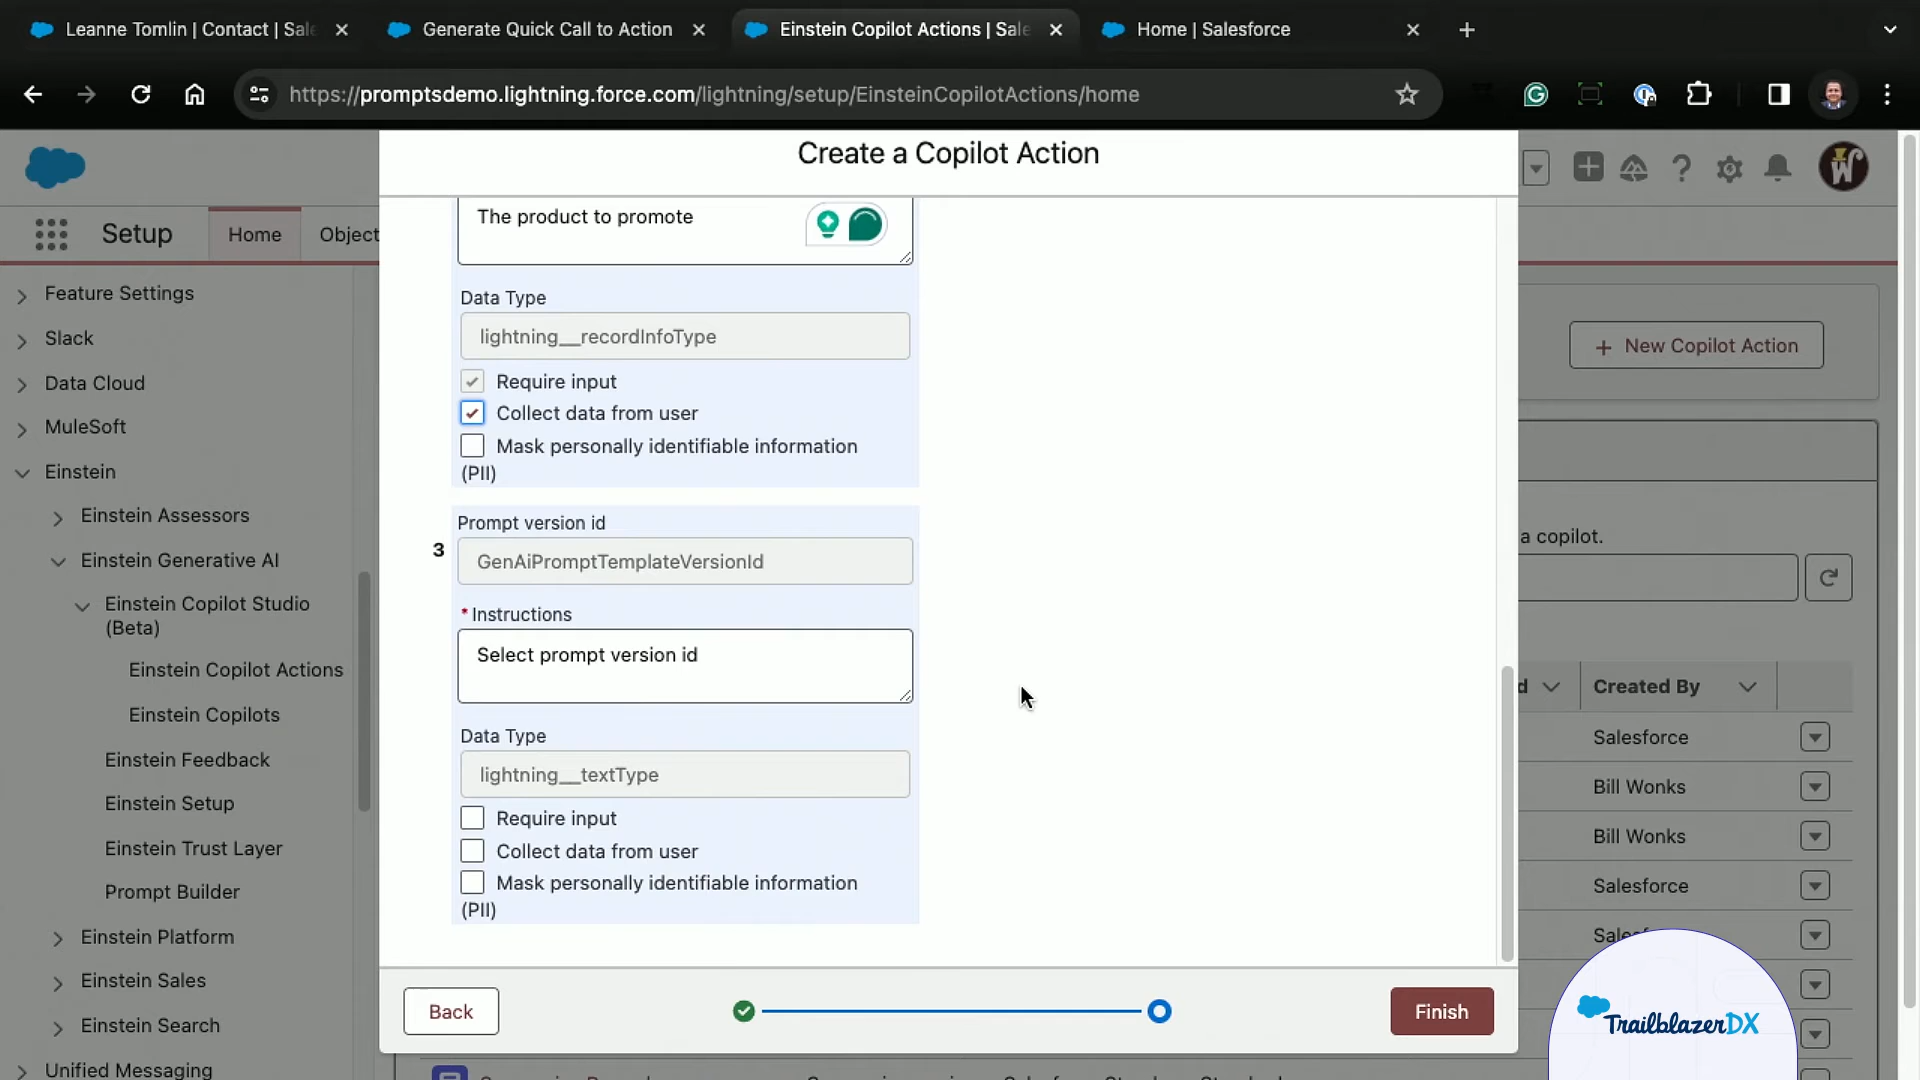 Leanne Tomlin | Contact | Sale
Generate Quick Call to Action
Einstein Copilot Actions | Sale
Home | Salesforce
https://promptsdemo.lightning.force.com/lightning/setup/EinsteinCopilotActions/home
Create a Copilot Action
Setup
Home
Object
Feature Settings
Slack
Data Cloud
MuleSoft
Einstein
Einstein Assessors
Einstein Generative AI
Einstein Copilot Studio
(Beta)
Einstein Copilot Actions
Einstein Copilots
Einstein Feedback
Einstein Setup
Einstein Trust Layer
Prompt Builder
Einstein Platform
Einstein Sales
Einstein Search
Unified Messaging
The product to promote
Data Type
lightning__recordInfoType
Require input
Collect data from user
Mask personally identifiable information
(PII)
3
Prompt version id
GenAiPromptTemplateVersionId
* Instructions
Select prompt version id
Data Type
lightning__textType
Require input
Collect data from user
Mask personally identifiable information
(PII)
Back
Finish
+ New Copilot Action
a copilot.
d
Created By
Salesforce
Bill Wonks
Bill Wonks
Salesforce
TrailblazerDX